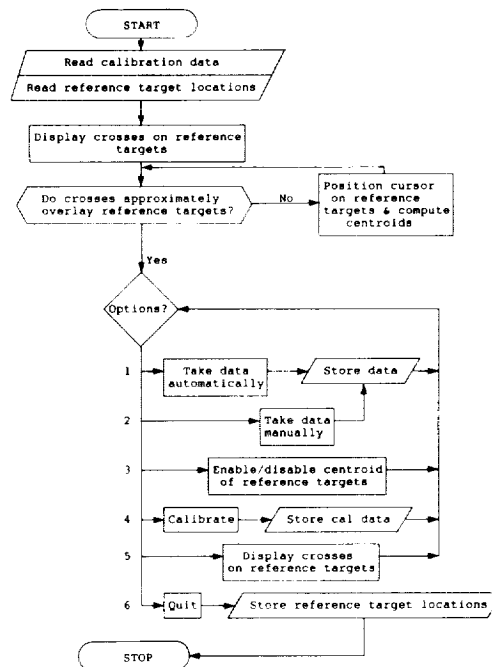 START
Read calibration data
Read reference target locations
Display crosses on reference
targets
Do crosses approximately
overlay reference targets?
No
Position cursor
on reference
targets & compute
centroids
Yes
Options?
1
Take data
automatically
Store data
2
Take data
manually
3
Enable/disable centroid
of reference targets
4
Calibrate
Store cal data
5
Display crosses
on reference targets
6
Quit
Store reference target locations
STOP